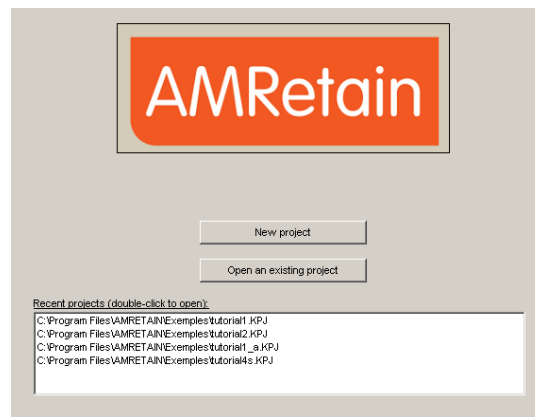 AMRetain
New project
Open an existing project
Recent projects (double-click to open):
C:\Program Files\AMRETAIN\Exemples\tutorial1.KPJ
C:\Program Files\AMRETAIN\Exemples\tutorial2.KPJ
C:\Program Files\AMRETAIN\Exemples\tutorial1_a.KPJ
C:\Program Files\AMRETAIN\Exemples\tutorial4s.KPJ